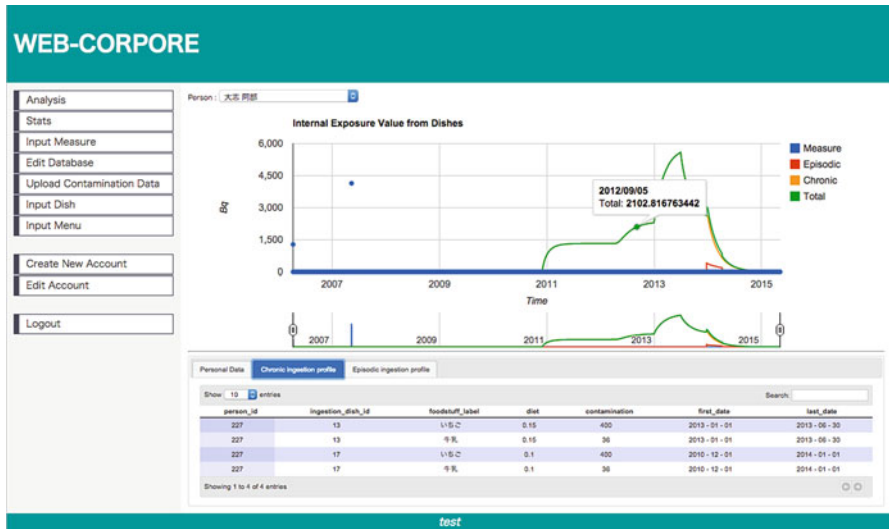 WEB-CORPORE
Analysis
Stats
Input Measure
Edit Database
Upload Contamination Data
Input Dish
Input Menu
Create New Account
Edit Account
Logout
Person : 大志 阿部
Internal Exposure Value from Dishes
6,000
4,500
3,000
1,500
0
Bq
2012/09/05
Total: 2102.816763442
Measure
Episodic
Chronic
Total
2007 2009 2011 2013 2015
Time
2007 2009 2011 2013 2015
Personal Data Chronic ingestion profile Episodic ingestion profile
Show 10 entries Search:
person_id ingestion_dish_id foodstuff_label diet contamination first_date last_date
227 13 いちご 0.15 400 2013 - 01 - 01 2013 - 06 - 30
227 13 牛乳 0.15 36 2013 - 01 - 01 2013 - 06 - 30
227 17 いちご 0.1 400 2010 - 12 - 01 2014 - 01 - 01
227 17 牛乳 0.1 36 2010 - 12 - 01 2014 - 01 - 01
Showing 1 to 4 of 4 entries
test